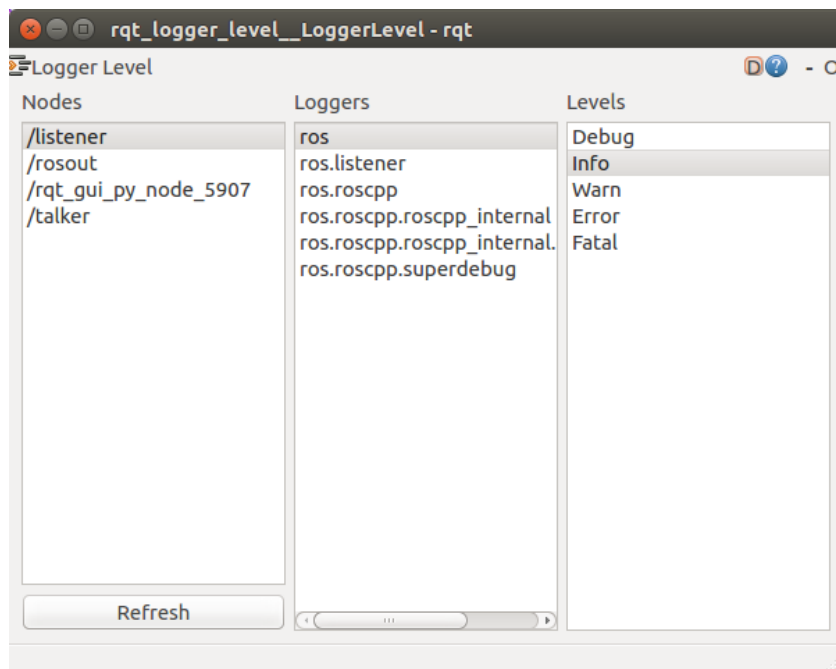 rqt_logger_level__LoggerLevel - rqt
Logger Level
D ? - O
Nodes
/listener
/rosout
/rqt_gui_py_node_5907
/talker
Refresh
Loggers
ros
ros.listener
ros.roscpp
ros.roscpp.roscpp_internal
ros.roscpp.roscpp_internal.
ros.roscpp.superdebug
Levels
Debug
Info
Warn
Error
Fatal